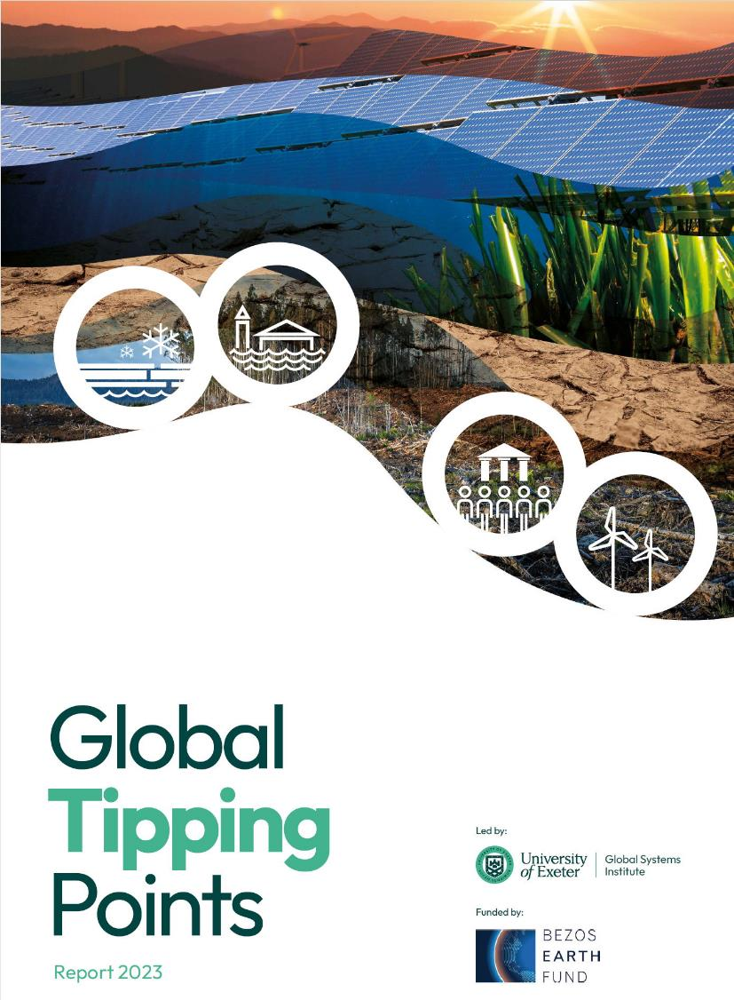 Global
Tipping
Points
Report 2023
Led by:
University
of Exeter
Global Systems
Institute
Funded by:
BEZOS
EARTH
FUND